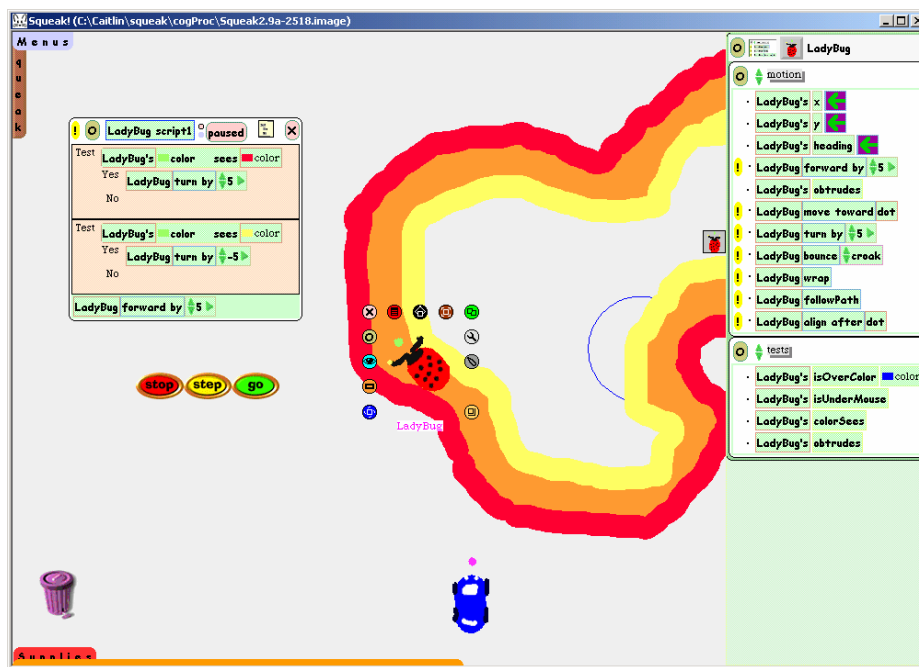 Squeak! (C:\Caitlin\squeak\cogProc\Squeak2.9a-2518.image)
Menus
queak
LadyBug script1 paused
Test LadyBug's color sees color
Yes LadyBug turn by 5
No
Test LadyBug's color sees color
Yes LadyBug turn by -5
No
LadyBug forward by 5
stop step go
LadyBug
Supplies
LadyBug
motion
LadyBug's x
LadyBug's y
LadyBug's heading
! LadyBug forward by 5
LadyBug's obtrudes
! LadyBug move toward dot
! LadyBug turn by 5
! LadyBug bounce croak
! LadyBug wrap
! LadyBug followPath
! LadyBug align after dot
tests
LadyBug's isOverColor color
LadyBug's isUnderMouse
LadyBug's colorSees
LadyBug's obtrudes